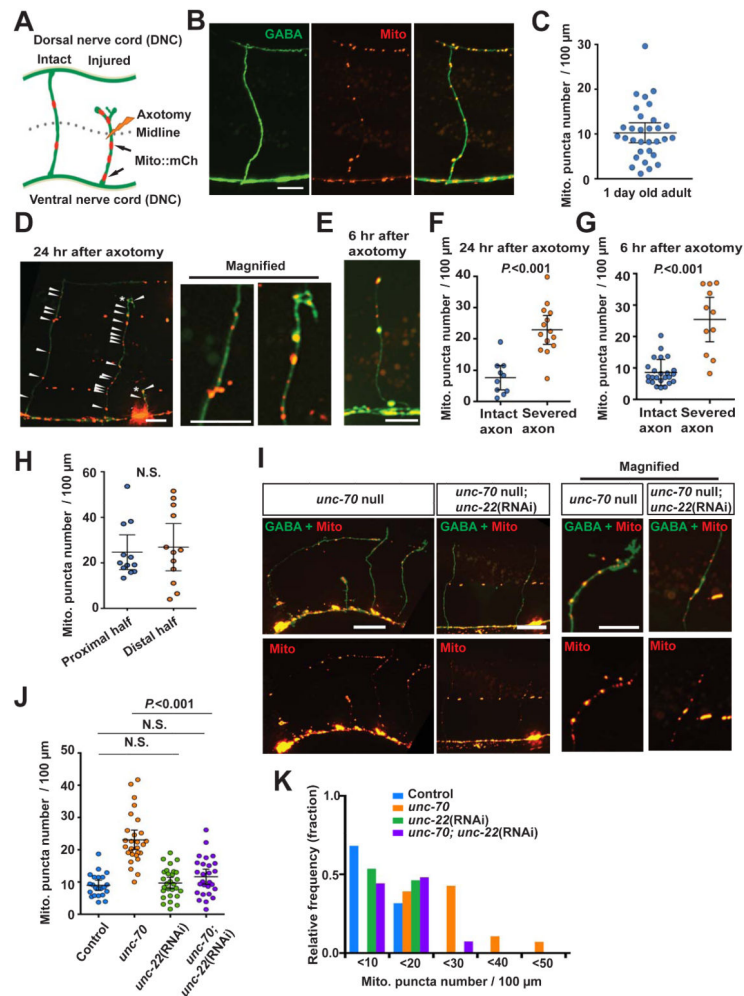 A
Dorsal nerve cord (DNC)
Intact Injured
Axotomy
Midline
Mito::mCh
Ventral nerve cord (DNC)
B
GABA
Mito
C
Mito. puncta number / 100 µm
40
30
20
10
0
1 day old adult
D
24 hr after axotomy
Magnified
E
6 hr after
axotomy
F
24 hr after axotomy
P.<0.001
Mito. puncta number / 100 µm
50
40
30
20
10
0
Intact
axon
Severed
axon
G
6 hr after axotomy
P.<0.001
Mito. puncta number / 100 µm
50
40
30
20
10
0
Intact
axon
Severed
axon
H
N.S.
Mito. puncta number / 100 µm
60
40
20
0
Proximal half
Distal half
I
Magnified
unc-70 null
unc-70 null;
unc-22(RNAi)
unc-70 null
unc-70 null;
unc-22(RNAi)
GABA + Mito
GABA + Mito
GABA + Mito
GABA + Mito
Mito
Mito
Mito
Mito
J
P.<0.001
N.S.
N.S.
Mito. puncta number / 100 µm
50
40
30
20
10
0
Control
unc-70
unc-22(RNAi)
unc-70;
unc-22(RNAi)
K
Control
unc-70
unc-22(RNAi)
unc-70; unc-22(RNAi)
Relative frequency (fraction)
1.0
0.5
0.0
<10 <20 <30 <40 <50
Mito. puncta number / 100 µm